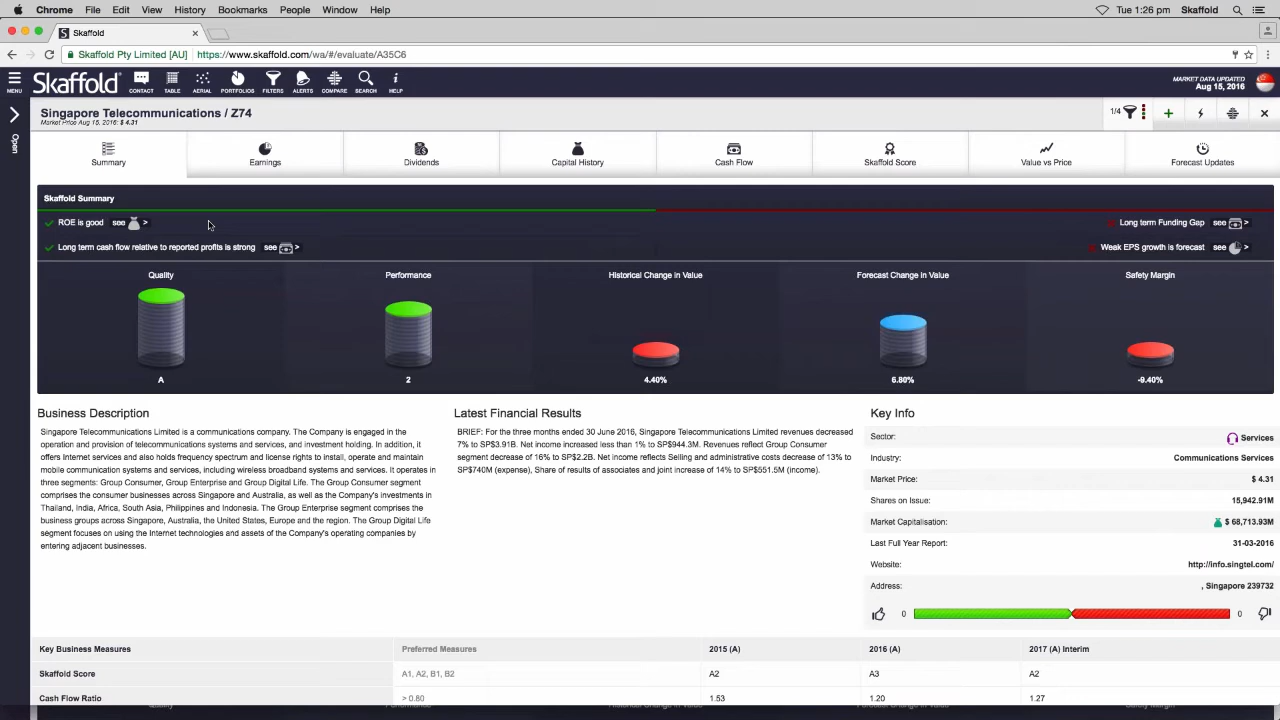 Chrome File Edit View History Bookmarks People Window Help Tue 1:26 pm Skaffold
S Skaffold ×
Skaffold Pty Limited [AU] https://www.skaffold.com/wa/#/evaluate/A35C6
MENU Skaffold CONTACT TABLE AERIAL PORTFOLIOS FILTERS ALERTS COMPARE SEARCH HELP
MARKET DATA UPDATED
Aug 15, 2016
Open
Singapore Telecommunications / Z74
Market Price Aug 15, 2016: $ 4.31
1/4
Summary Earnings Dividends Capital History Cash Flow Skaffold Score Value vs Price Forecast Updates
Skaffold Summary
ROE is good see > Long term Funding Gap see >
Long term cash flow relative to reported profits is strong see > Weak EPS growth is forecast see >
Quality Performance Historical Change in Value Forecast Change in Value Safety Margin
A 2 4.40% 6.80% -9.40%
Business Description
Singapore Telecommunications Limited is a communications company. The Company is engaged in the
operation and provision of telecommunications systems and services, and investment holding. In addition, it
offers Internet services and also holds frequency spectrum and license rights to install, operate and maintain
mobile communication systems and services, including wireless broadband systems and services. It operates in
three segments: Group Consumer, Group Enterprise and Group Digital Life. The Group Consumer segment
comprises the consumer businesses across Singapore and Australia, as well as the Company's investments in
Thailand, India, Africa, South Asia, Philippines and Indonesia. The Group Enterprise segment comprises the
business groups across Singapore, Australia, the United States, Europe and the region. The Group Digital Life
segment focuses on using the Internet technologies and assets of the Company's operating companies by
entering adjacent businesses.
Latest Financial Results
BRIEF: For the three months ended 30 June 2016, Singapore Telecommunications Limited revenues decreased
7% to SP$3.91B. Net income increased less than 1% to SP$944.3M. Revenues reflect Group Consumer
segment decrease of 16% to SP$2.2B. Net income reflects Selling and administrative costs decrease of 13% to
SP$740M (expense), Share of results of associates and joint increase of 14% to SP$551.5M (income).
Key Info
Sector: Services
Industry: Communications Services
Market Price: $ 4.31
Shares on Issue: 15,942.91M
Market Capitalisation: $ 68,713.93M
Last Full Year Report: 31-03-2016
Website: http://info.singtel.com/
Address: , Singapore 239732
0 0
Key Business Measures Preferred Measures 2015 (A) 2016 (A) 2017 (A) Interim
Skaffold Score A1, A2, B1, B2 A2 A3 A2
Cash Flow Ratio > 0.80 1.53 1.20 1.27
Quality Performance Historical Change in Value Forecast Change in Value Safety Margin